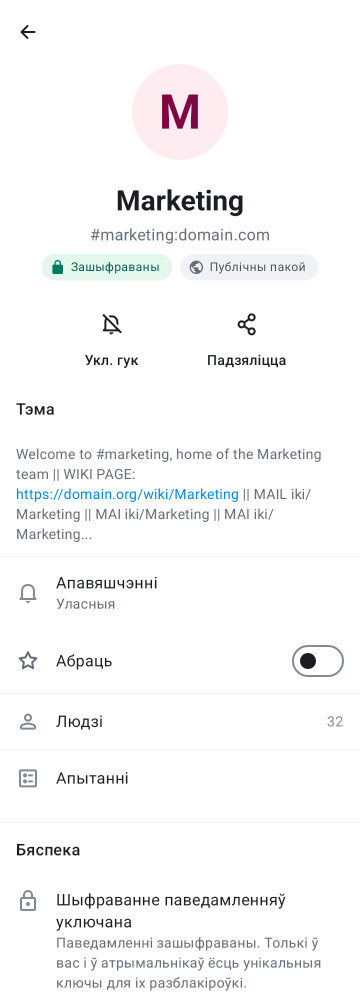 M
Marketing
#marketing:domain.com
Зашыфраваны
Публічны пакой
Укл. гук
Падзяліцца
Тэма
Welcome to #marketing, home of the Marketing
team || WIKI PAGE:
https://domain.org/wiki/Marketing || MAIL iki/
Marketing || MAI iki/Marketing || MAI iki/
Marketing...
Апавяшчэнні
Уласныя
Абраць
Людзі 32
Апытанні
Бяспека
Шыфраванне паведамленняў
уключана
Паведамленні зашыфраваны. Толькі ў
вас і ў атрымальнікаў ёсць унікальныя
ключы для іх разблакіроўкі.